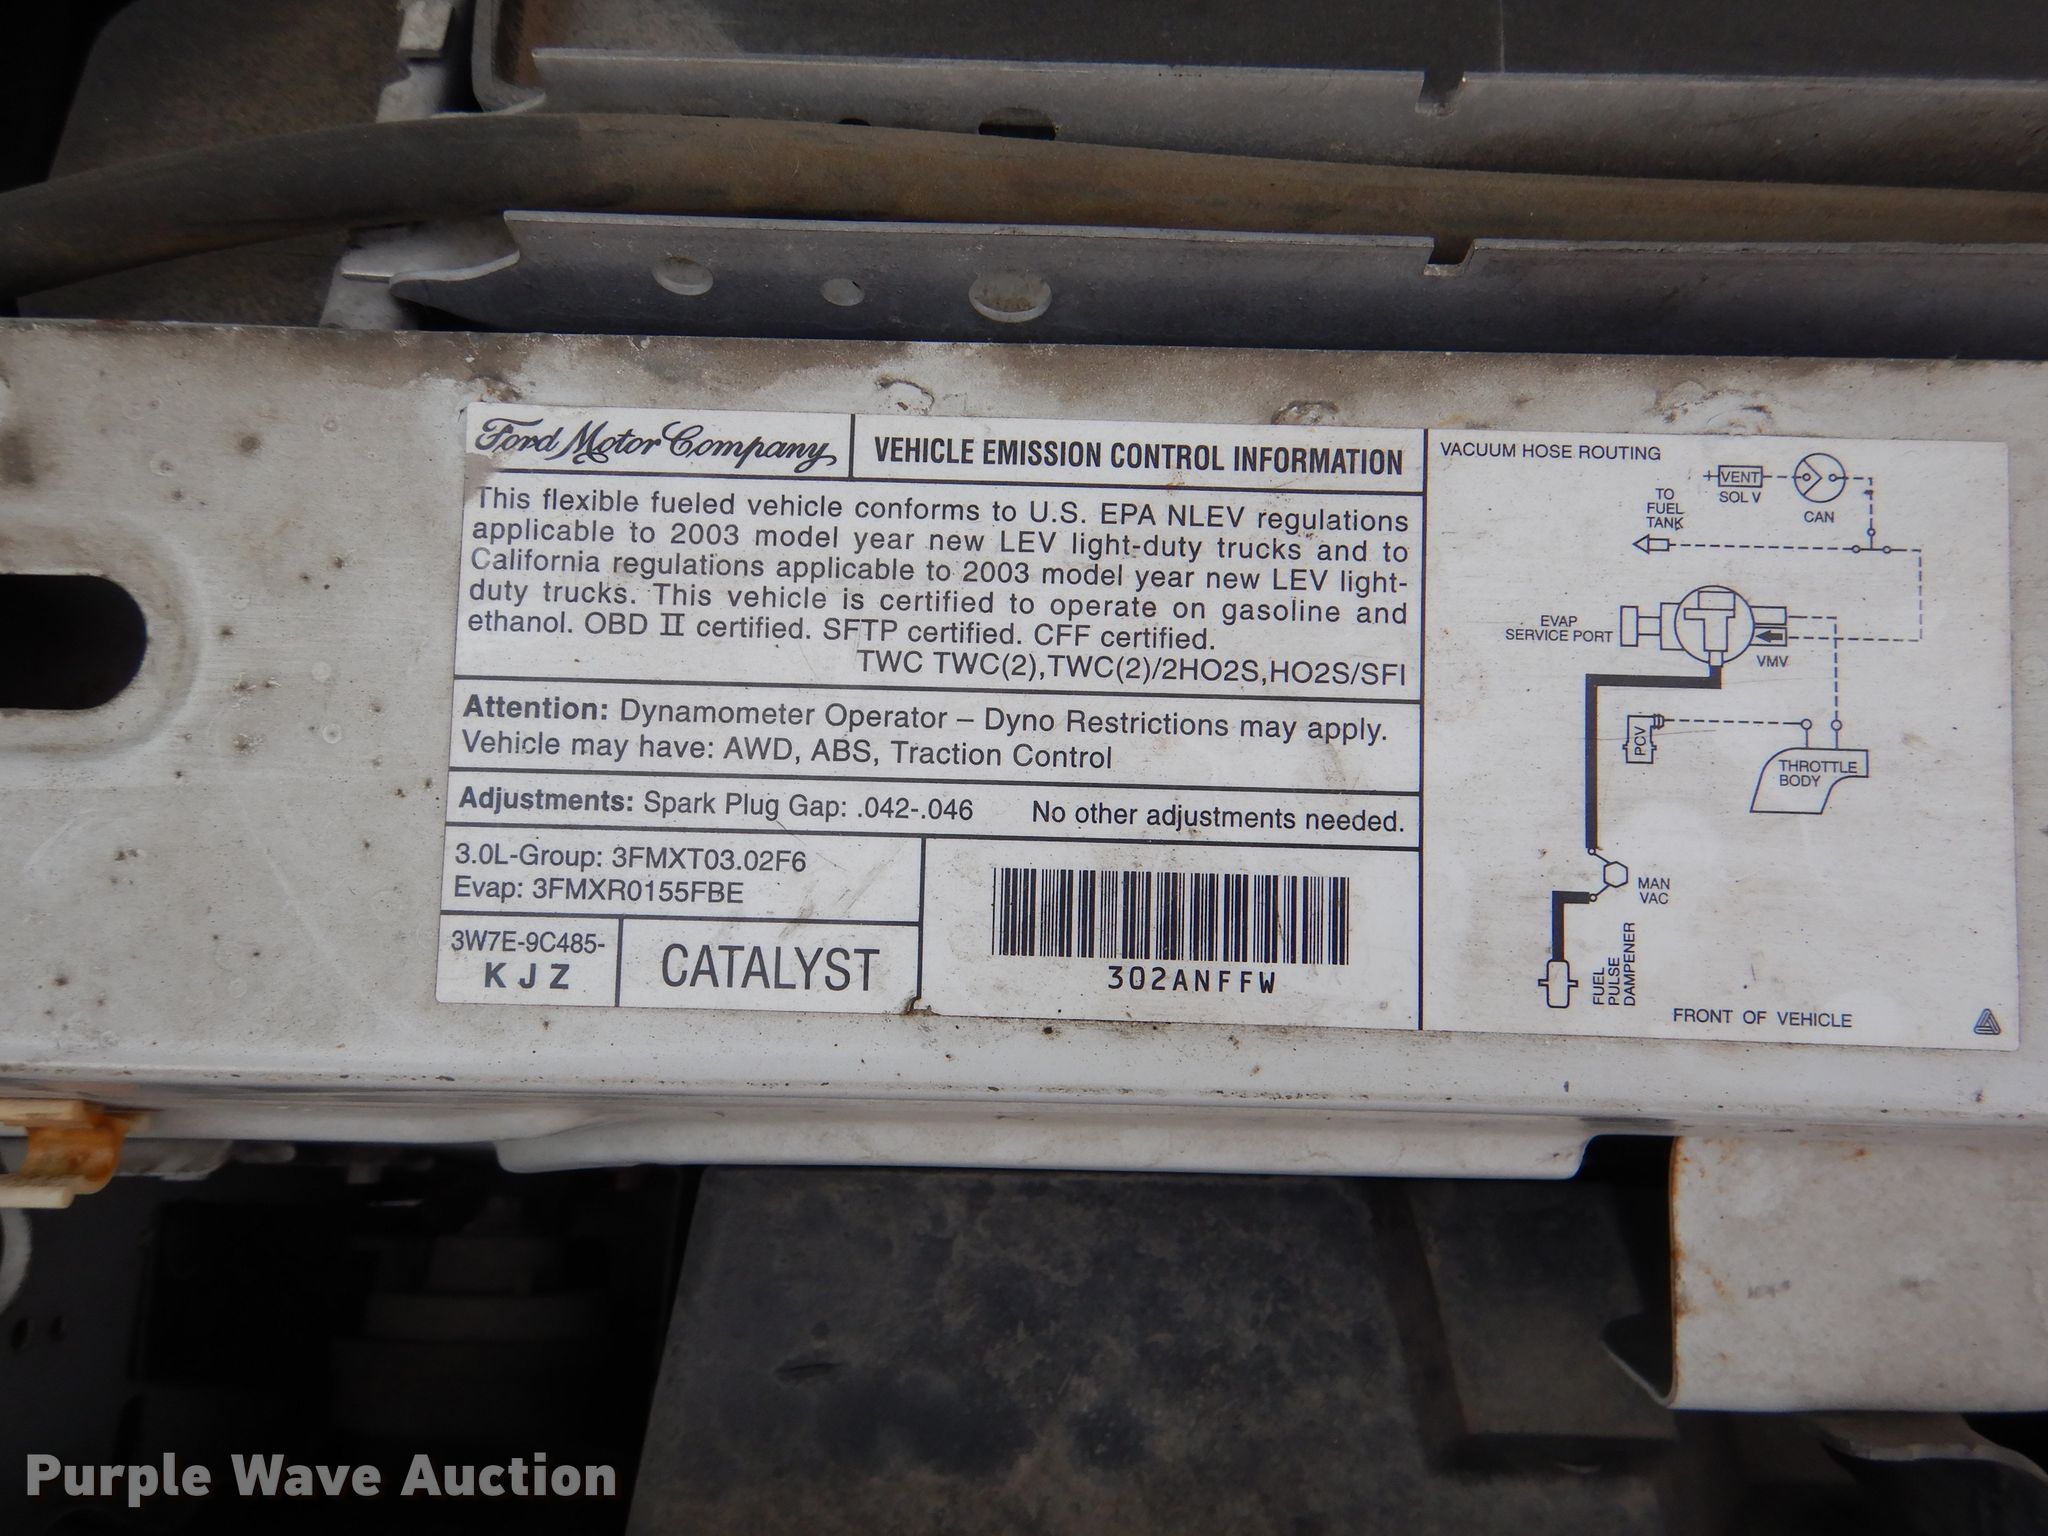 Ford Motor Company
VEHICLE EMISSION CONTROL INFORMATION
This flexible fueled vehicle conforms to U.S. EPA NLEV regulations
applicable to 2003 model year new LEV light-duty trucks and to
California regulations applicable to 2003 model year new LEV light-
duty trucks. This vehicle is certified to operate on gasoline and
ethanol. OBD II certified. SFTP certified. CFF certified.
TWC TWC(2),TWC(2)/2HO2S,HO2S/SFI
Attention: Dynamometer Operator – Dyno Restrictions may apply.
Vehicle may have: AWD, ABS, Traction Control
Adjustments: Spark Plug Gap: .042-.046 No other adjustments needed.
3.0L-Group: 3FMXT03.02F6
Evap: 3FMXR0155FBE
3W7E-9C485-
K J Z
CATALYST
302ANFFW
VACUUM HOSE ROUTING
+ VENT
SOL V
CAN
TO
FUEL
TANK
EVAP
SERVICE PORT
VMV
PCV
THROTTLE
BODY
MAN
VAC
FUEL
PULSE
DAMPENER
FRONT OF VEHICLE
Purple Wave Auction